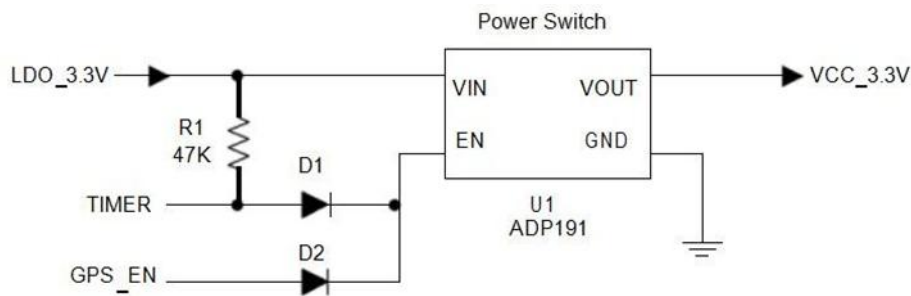 Power Switch
LDO_3.3V
VIN
VOUT
VCC_3.3V
R1
47K
EN
GND
D1
TIMER
U1
ADP191
D2
GPS_EN